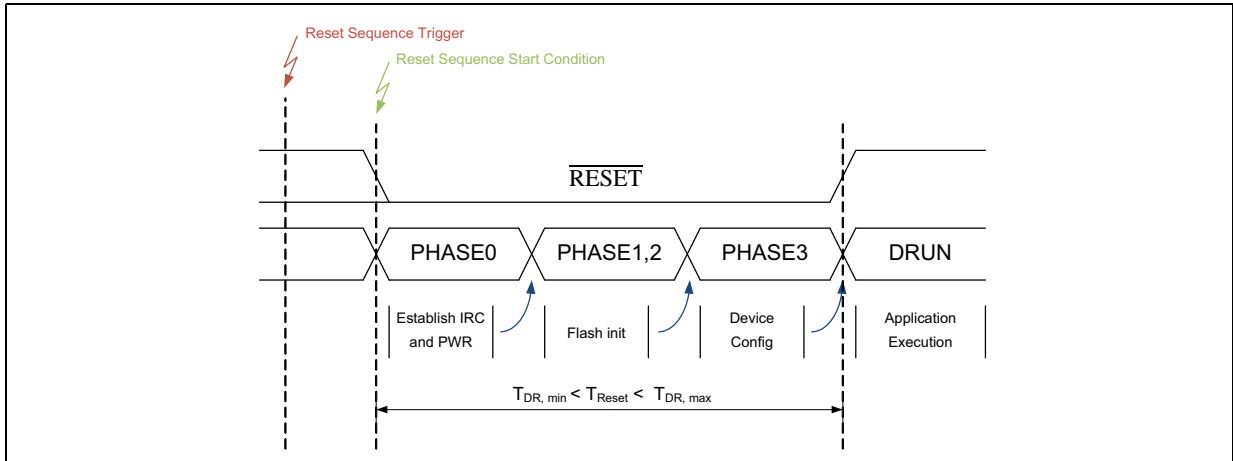 Reset Sequence Trigger
Reset Sequence Start Condition
RESET
PHASE0
PHASE1,2
PHASE3
DRUN
Establish IRC
and PWR
Flash init
Device
Config
Application
Execution
TDR, min < TReset < TDR, max